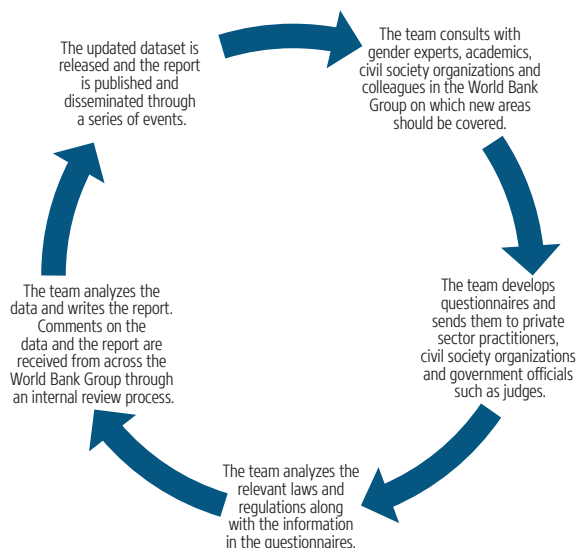 The updated dataset is
released and the report
is published and
disseminated through
a series of events.
The team consults with
gender experts, academics,
civil society organizations and
colleagues in the World Bank
Group on which new areas
should be covered.
The team develops
questionnaires and
sends them to private
sector practitioners,
civil society organizations
and government officials
such as judges.
The team analyzes the
relevant laws and
regulations along
with the information
in the questionnaires.
The team analyzes the
data and writes the report.
Comments on the
data and the report are
received from across the
World Bank Group through
an internal review process.